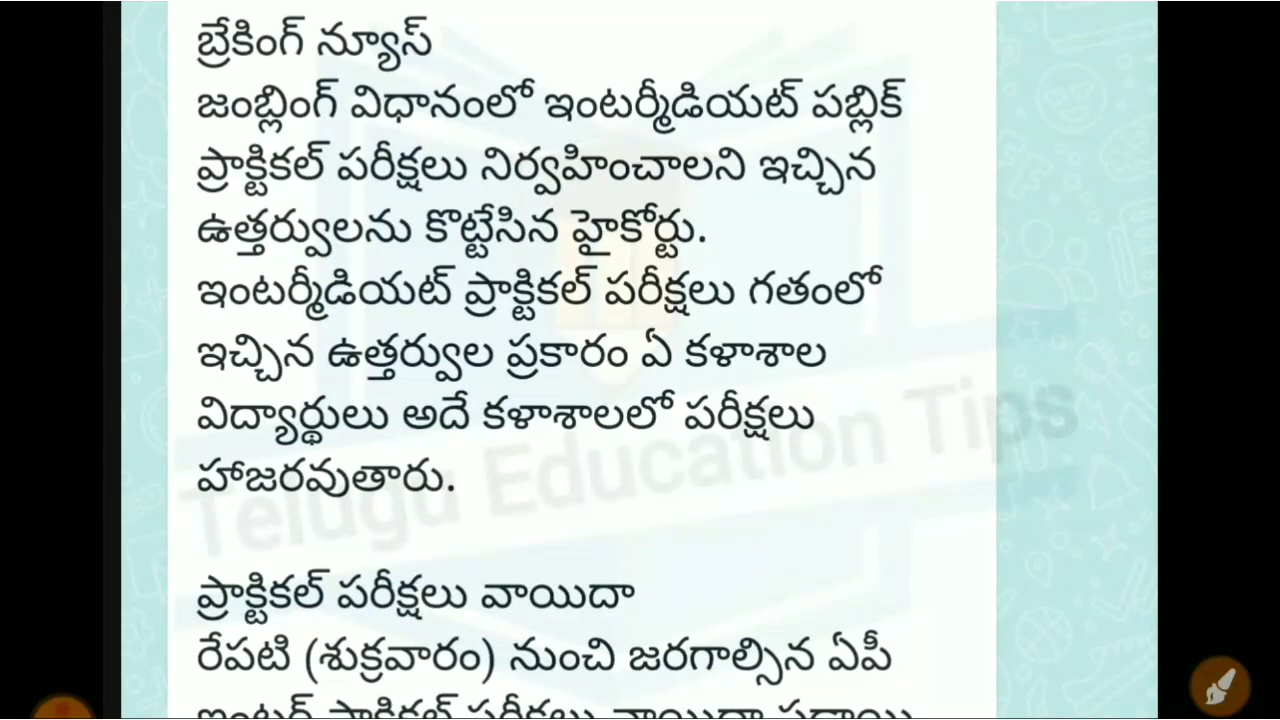 బ్రేకింగ్ న్యూస్
జంబ్లింగ్ విధానంలో ఇంటర్మీడియట్ పబ్లిక్
ప్రాక్టికల్ పరీక్షలు నిర్వహించాలని ఇచ్చిన
ఉత్తర్వులను కొట్టేసిన హైకోర్టు.
ఇంటర్మీడియట్ ప్రాక్టికల్ పరీక్షలు గతంలో
ఇచ్చిన ఉత్తర్వుల ప్రకారం ఏ కళాశాల
విద్యార్థులు అదే కళాశాలలో పరీక్షలు
హాజరవుతారు.
Telugu Education Tips
ప్రాక్టికల్ పరీక్షలు వాయిదా
రేపటి (శుక్రవారం) నుంచి జరగాల్సిన ఏపీ